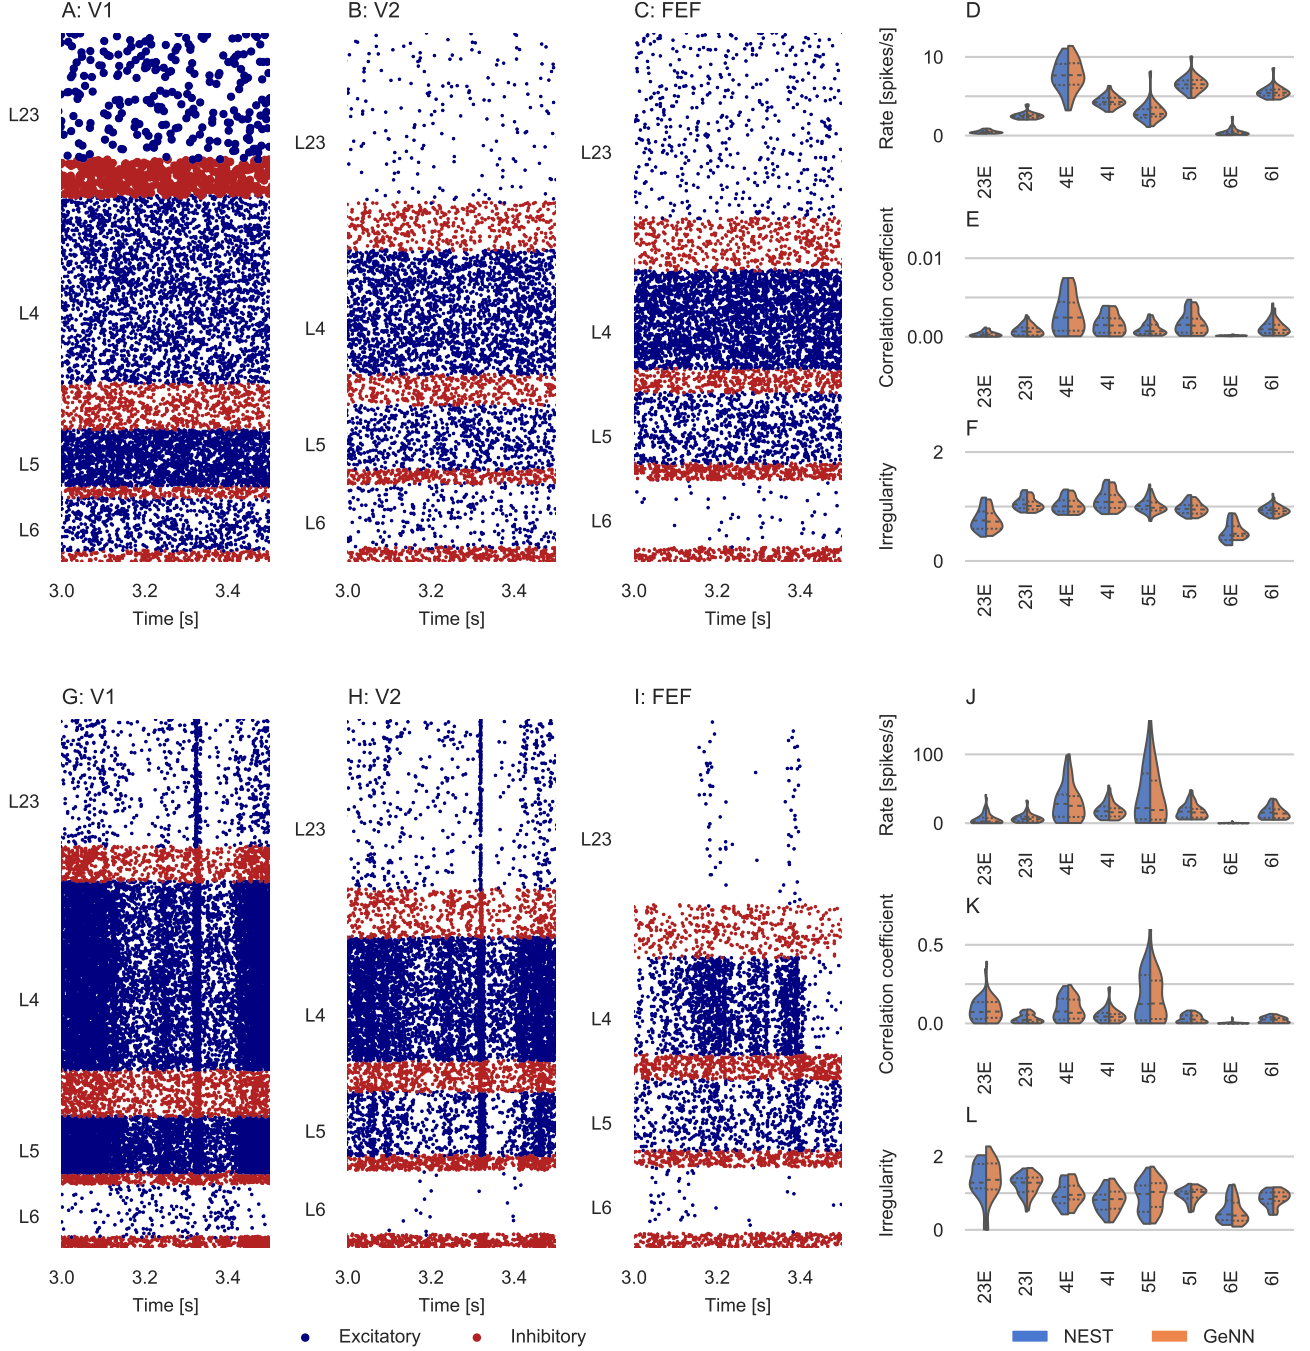 A: V1
L23
L4
L5
L6
3.0 3.2 3.4
Time [s]
B: V2
L23
L4
L5
L6
3.0 3.2 3.4
Time [s]
C: FEF
L23
L4
L5
L6
3.0 3.2 3.4
Time [s]
D
Rate [spikes/s]
10
0
23E 23I 4E 4I 5E 5I 6E 6I
E
Correlation coefficient
0.01
0.00
23E 23I 4E 4I 5E 5I 6E 6I
F
Irregularity
2
0
23E 23I 4E 4I 5E 5I 6E 6I
G: V1
L23
L4
L5
L6
3.0 3.2 3.4
Time [s]
H: V2
L23
L4
L5
L6
3.0 3.2 3.4
Time [s]
I: FEF
L23
L4
L5
L6
3.0 3.2 3.4
Time [s]
J
Rate [spikes/s]
100
0
23E 23I 4E 4I 5E 5I 6E 6I
K
Correlation coefficient
0.5
0.0
23E 23I 4E 4I 5E 5I 6E 6I
L
Irregularity
2
0
23E 23I 4E 4I 5E 5I 6E 6I
Excitatory Inhibitory
NEST GeNN